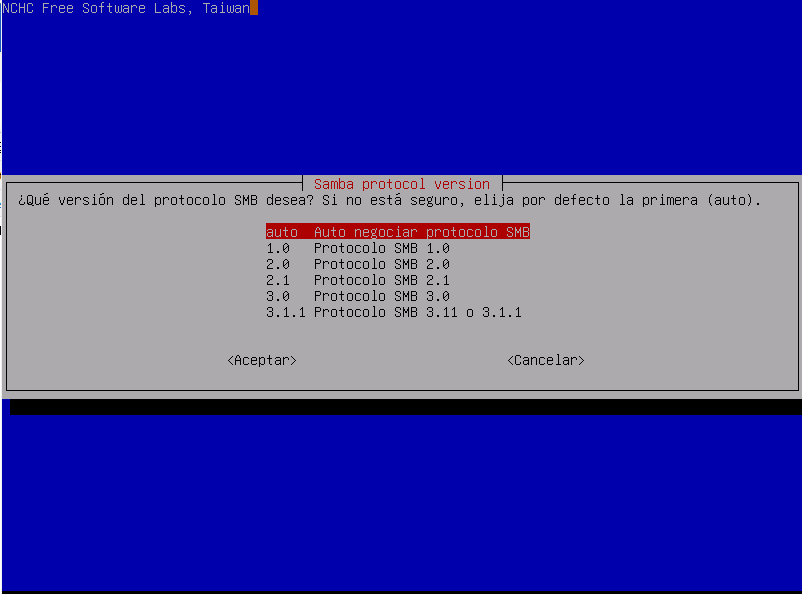 NCHC Free Software Labs, Taiwan
Samba protocol version
¿Qué versión del protocolo SMB desea? Si no está seguro, elija por defecto la primera (auto).
auto Auto negociar protocolo SMB
1.0 Protocolo SMB 1.0
2.0 Protocolo SMB 2.0
2.1 Protocolo SMB 2.1
3.0 Protocolo SMB 3.0
3.1.1 Protocolo SMB 3.11 o 3.1.1
<Aceptar> <Cancelar>